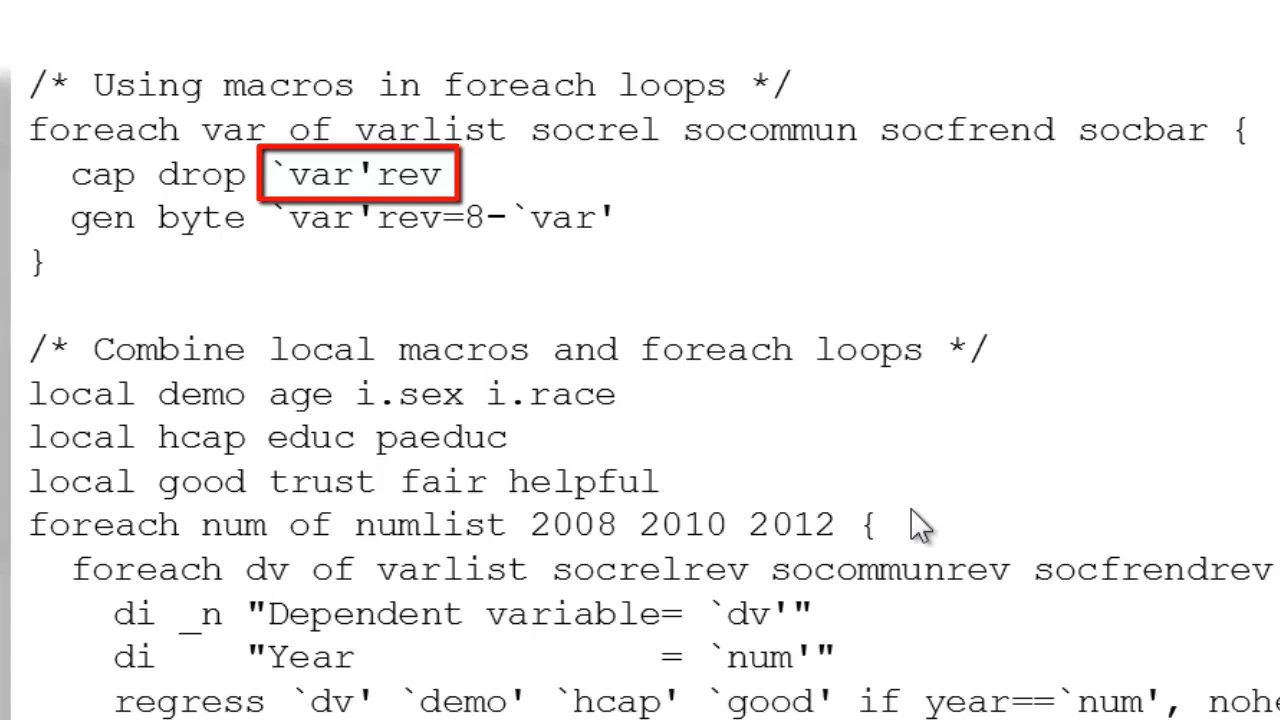 /* Using macros in foreach loops */
foreach var of varlist socrel socommun socfrend socbar {
cap drop `var'rev
gen byte `var'rev=8-`var'
}
/* Combine local macros and foreach loops */
local demo age i.sex i.race
local hcap educ paeduc
local good trust fair helpful
foreach num of numlist 2008 2010 2012 {
foreach dv of varlist socrelrev socommunrev socfrendrev
di _n "Dependent variable= `dv'"
di "Year = `num'"
regress `dv' `demo' `hcap' `good' if year==`num',